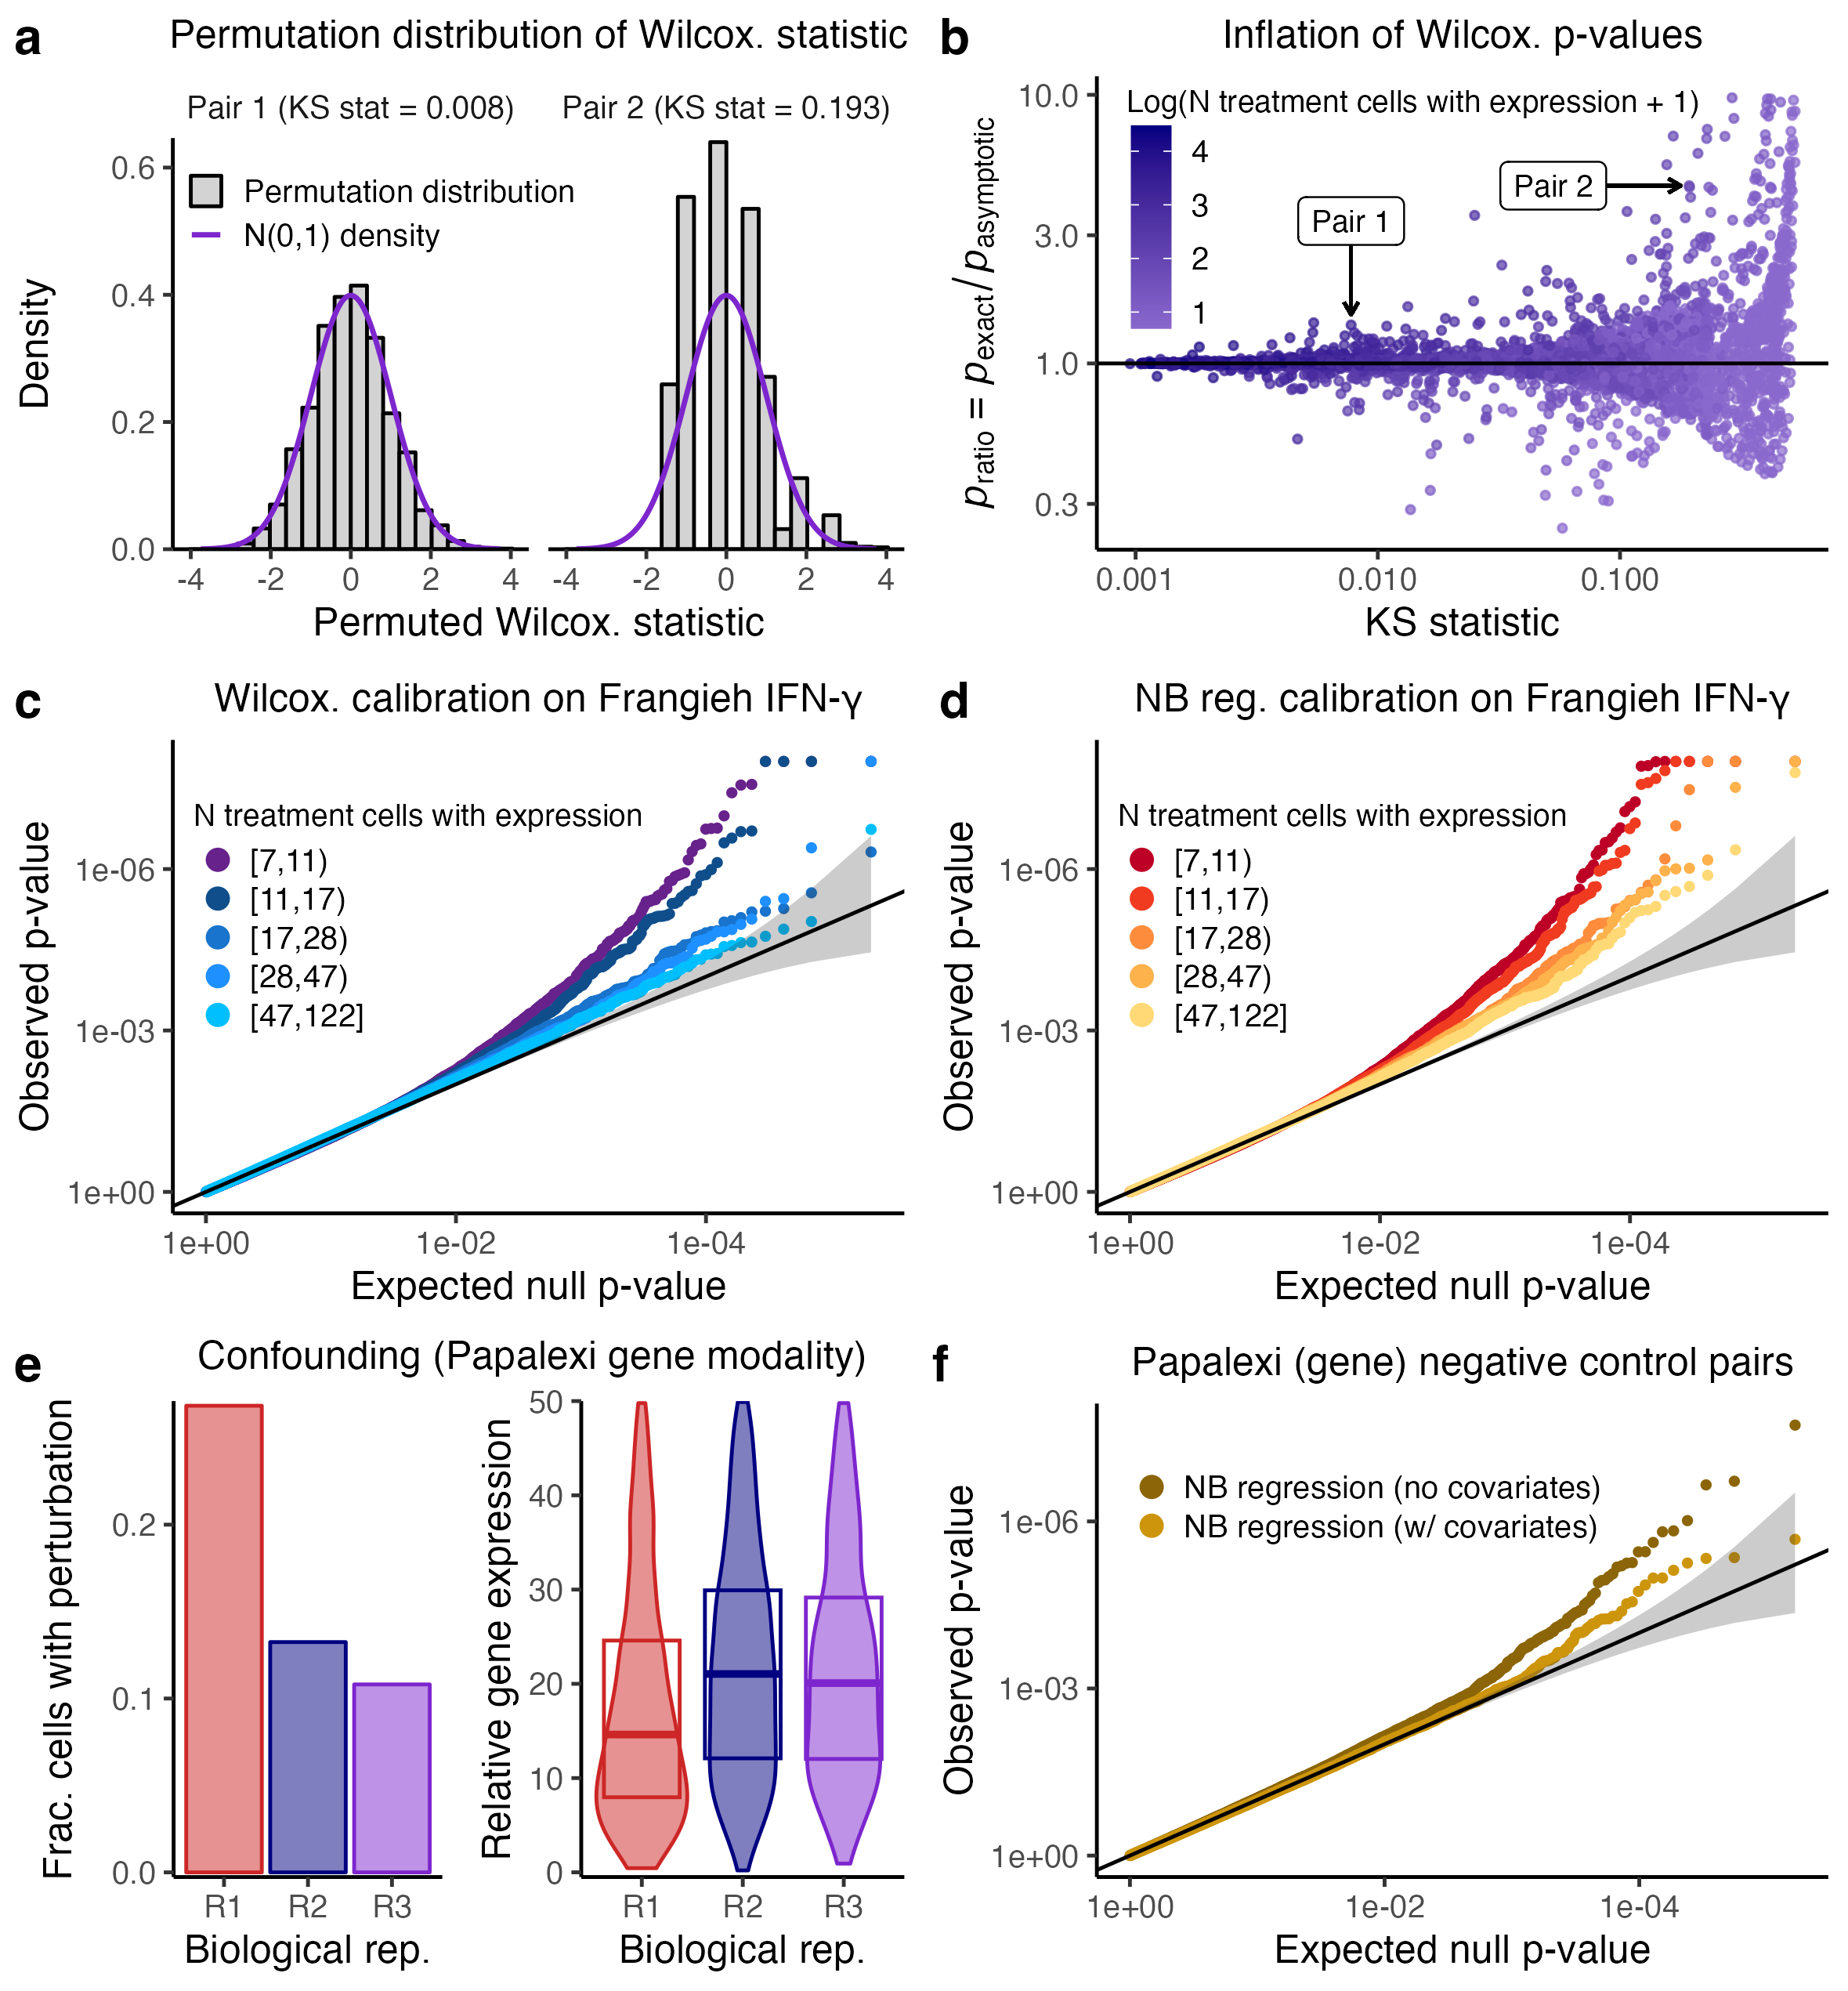 a
Permutation distribution of Wilcox. statistic
Pair 1 (KS stat = 0.008)
Pair 2 (KS stat = 0.193)
Permutation distribution
N(0,1) density
Density
0.6
0.4
0.2
0.0
-4 -2 0 2 4
-4 -2 0 2 4
Permuted Wilcox. statistic
b
Inflation of Wilcox. p-values
Log(N treatment cells with expression + 1)
4
3
2
1
Pair 1
Pair 2
pratio = pexact / pasymptotic
10.0
3.0
1.0
0.3
0.001 0.010 0.100
KS statistic
c
Wilcox. calibration on Frangieh IFN-γ
N treatment cells with expression
[7,11)
[11,17)
[17,28)
[28,47)
[47,122]
Observed p-value
1e-06
1e-03
1e+00
1e+00 1e-02 1e-04
Expected null p-value
d
NB reg. calibration on Frangieh IFN-γ
N treatment cells with expression
[7,11)
[11,17)
[17,28)
[28,47)
[47,122]
Observed p-value
1e-06
1e-03
1e+00
1e+00 1e-02 1e-04
Expected null p-value
e
Confounding (Papalexi gene modality)
Frac. cells with perturbation
0.2
0.1
0.0
R1 R2 R3
Biological rep.
Relative gene expression
50
40
30
20
10
0
R1 R2 R3
Biological rep.
f
Papalexi (gene) negative control pairs
NB regression (no covariates)
NB regression (w/ covariates)
Observed p-value
1e-06
1e-03
1e+00
1e+00 1e-02 1e-04
Expected null p-value